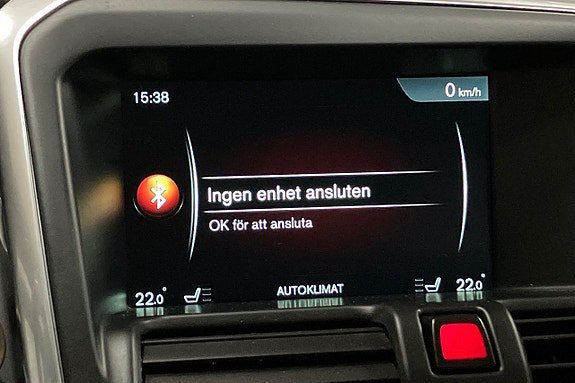 15:38
0 km/h
Ingen enhet ansluten
OK för att ansluta
22.0°
AUTOKLIMAT
22.0°